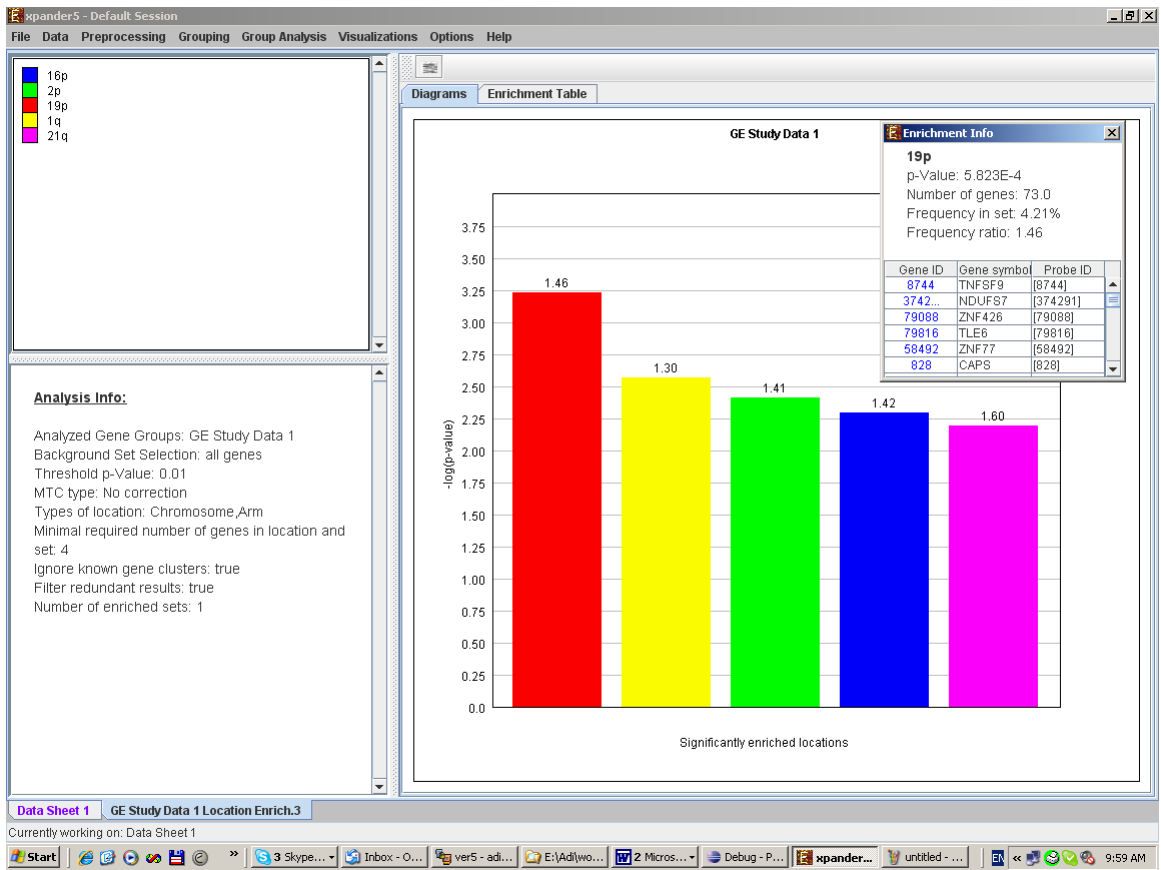 xpander5 - Default Session
File Data Preprocessing Grouping Group Analysis Visualizations Options Help
16p
2p
19p
1q
21q
Analysis Info:
Analyzed Gene Groups: GE Study Data 1
Background Set Selection: all genes
Threshold p-Value: 0.01
MTC type: No correction
Types of location: Chromosome,Arm
Minimal required number of genes in location and
set: 4
Ignore known gene clusters: true
Filter redundant results: true
Number of enriched sets: 1
Diagrams Enrichment Table
GE Study Data 1
3.75
3.50
3.25
3.00
2.75
2.50
2.25
2.00
1.75
1.50
1.25
1.00
0.75
0.50
0.25
0.0
-log(p-value)
1.46
1.30
1.41
1.42
1.60
Significantly enriched locations
Enrichment Info
19p
p-Value: 5.823E-4
Number of genes: 73.0
Frequency in set: 4.21%
Frequency ratio: 1.46
Gene ID Gene symbol Probe ID
8744 TNFSF9 [8744]
3742... NDUFS7 [374291]
79088 ZNF426 [79088]
79816 TLE6 [79816]
58492 ZNF77 [58492]
828 CAPS [828]
Data Sheet 1 GE Study Data 1 Location Enrich.3
Currently working on: Data Sheet 1
Start » 3 Skype... Inbox - O... ver5 - adi... E:\Adi\wo... 2 Micros... Debug - P... xpander... untitled - ... EN « 9:59 AM